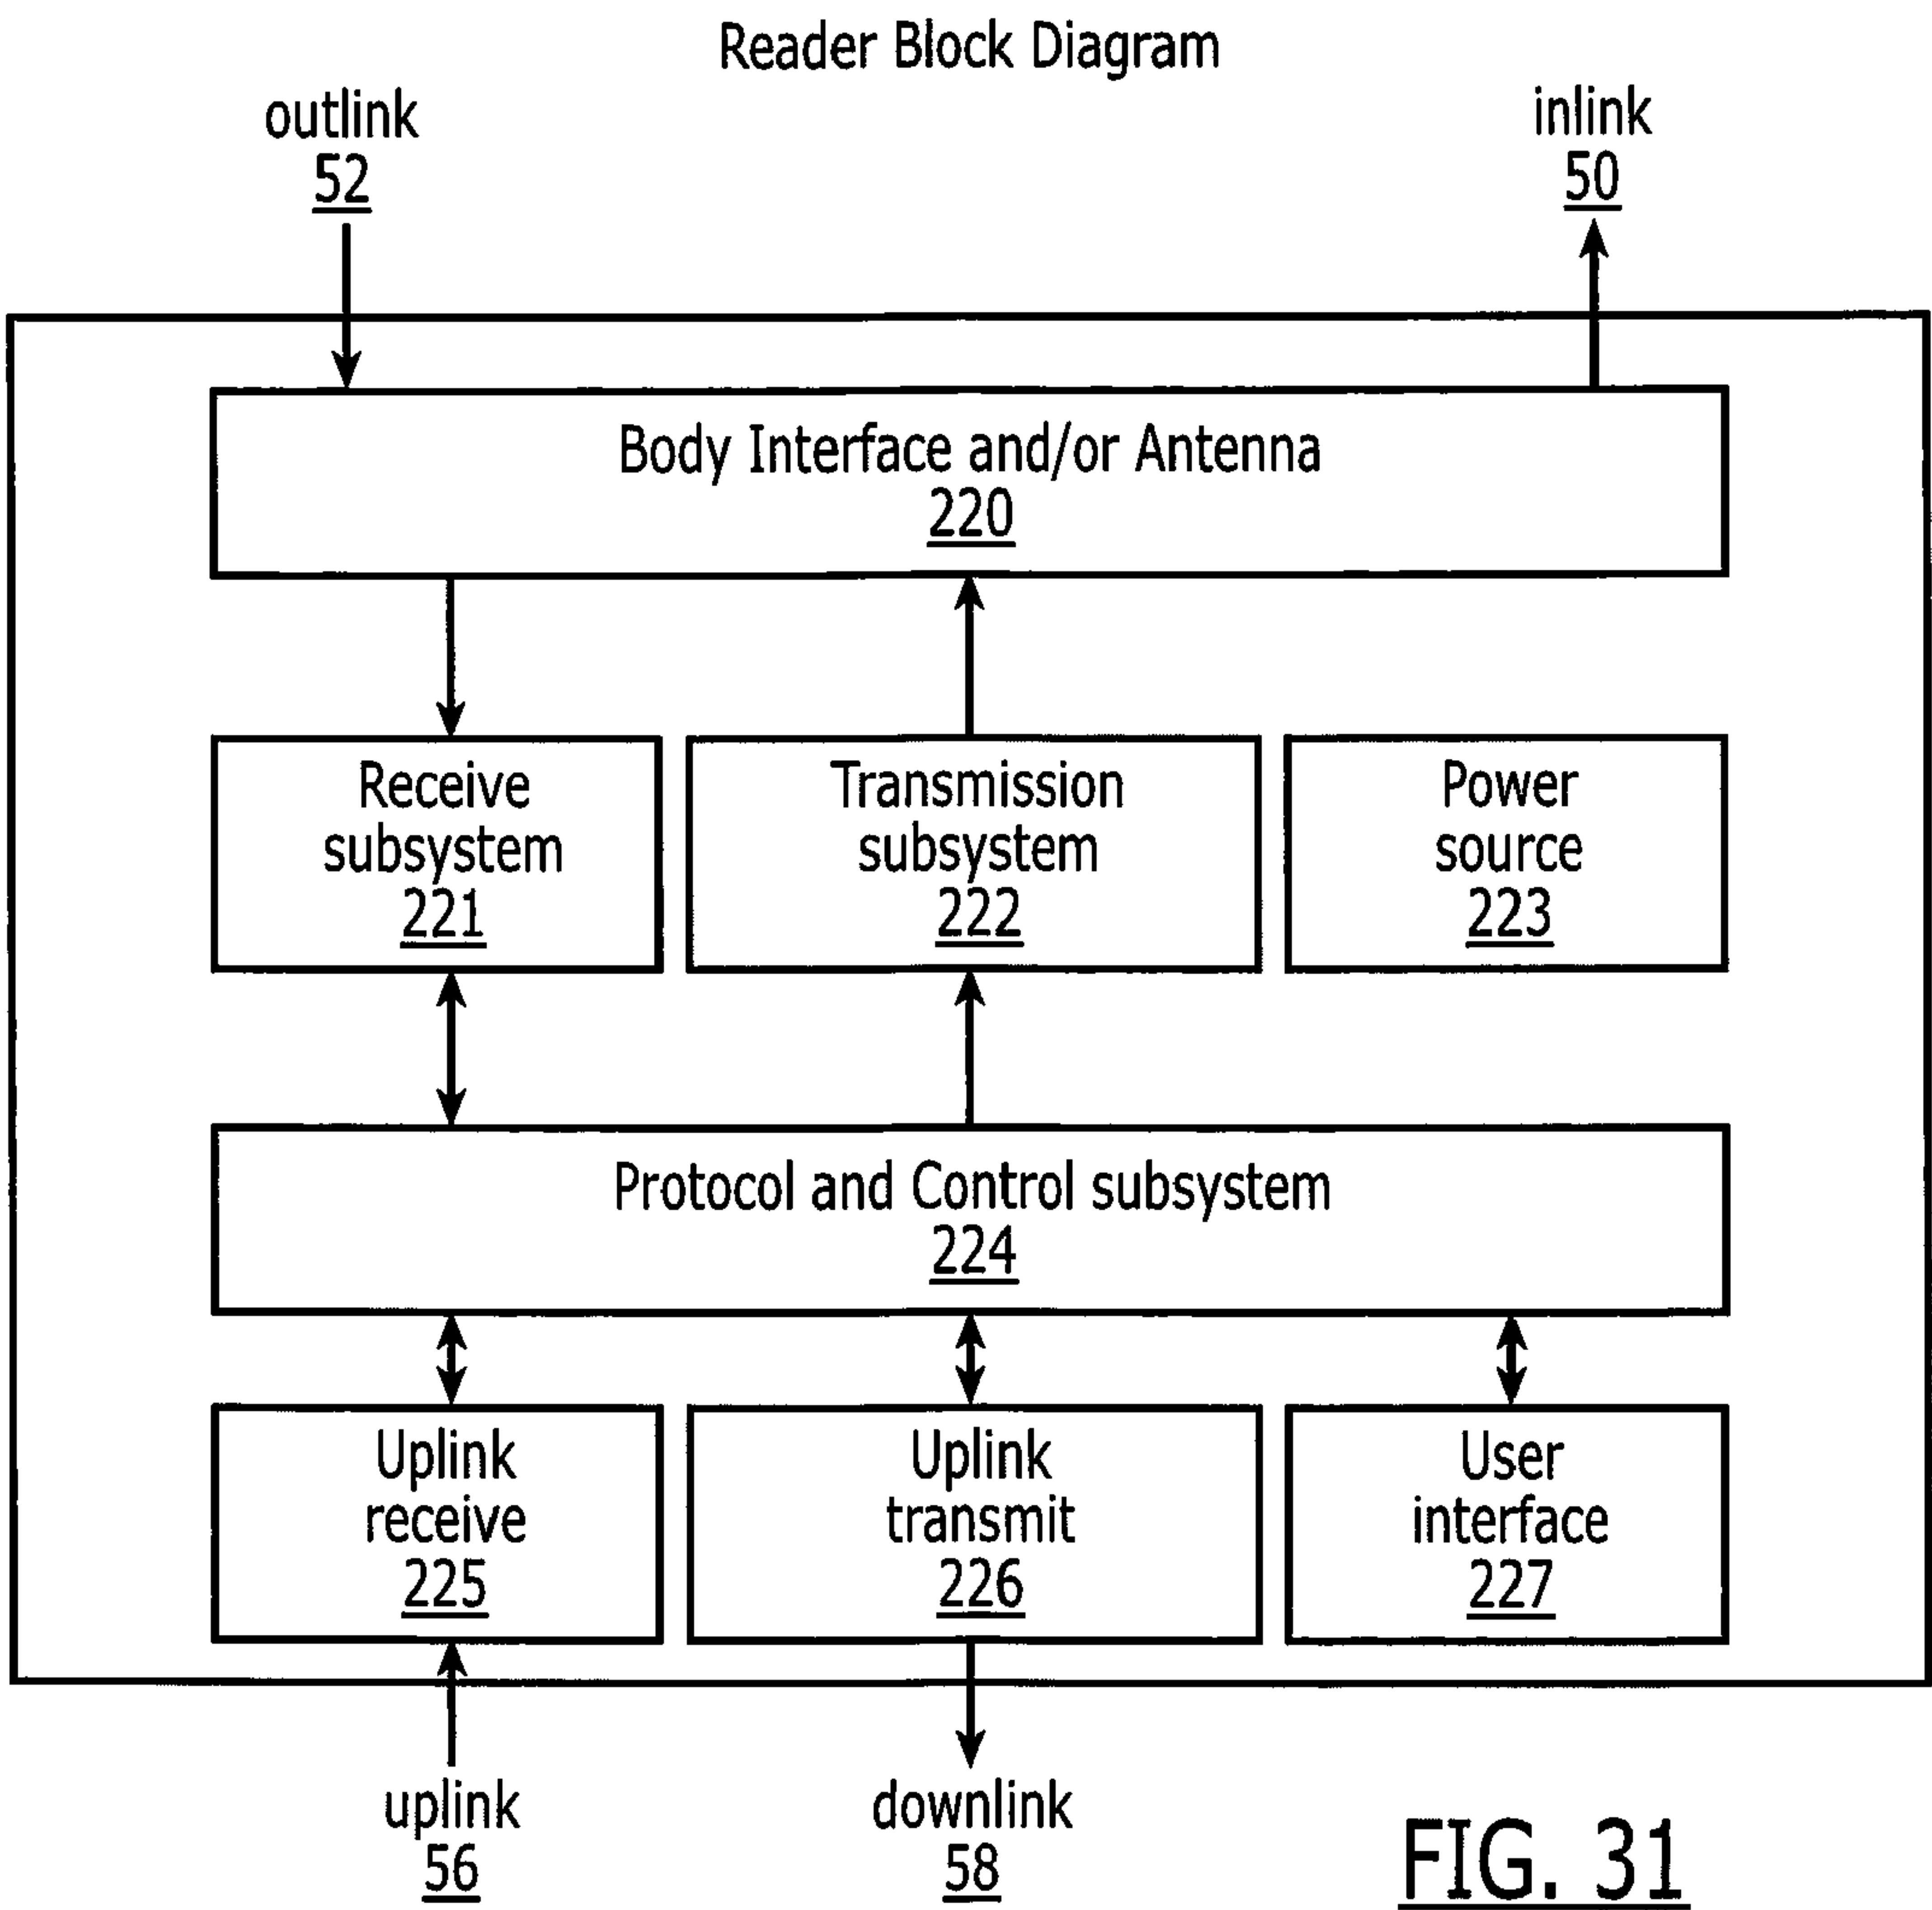 Reader Block Diagram
outlink
52
inlink
50
Body Interface and/or Antenna
220
Receive
subsystem
221
Transmission
subsystem
222
Power
source
223
Protocol and Control subsystem
224
Uplink
receive
225
Uplink
transmit
226
User
interface
227
uplink
56
downlink
58
FIG. 31